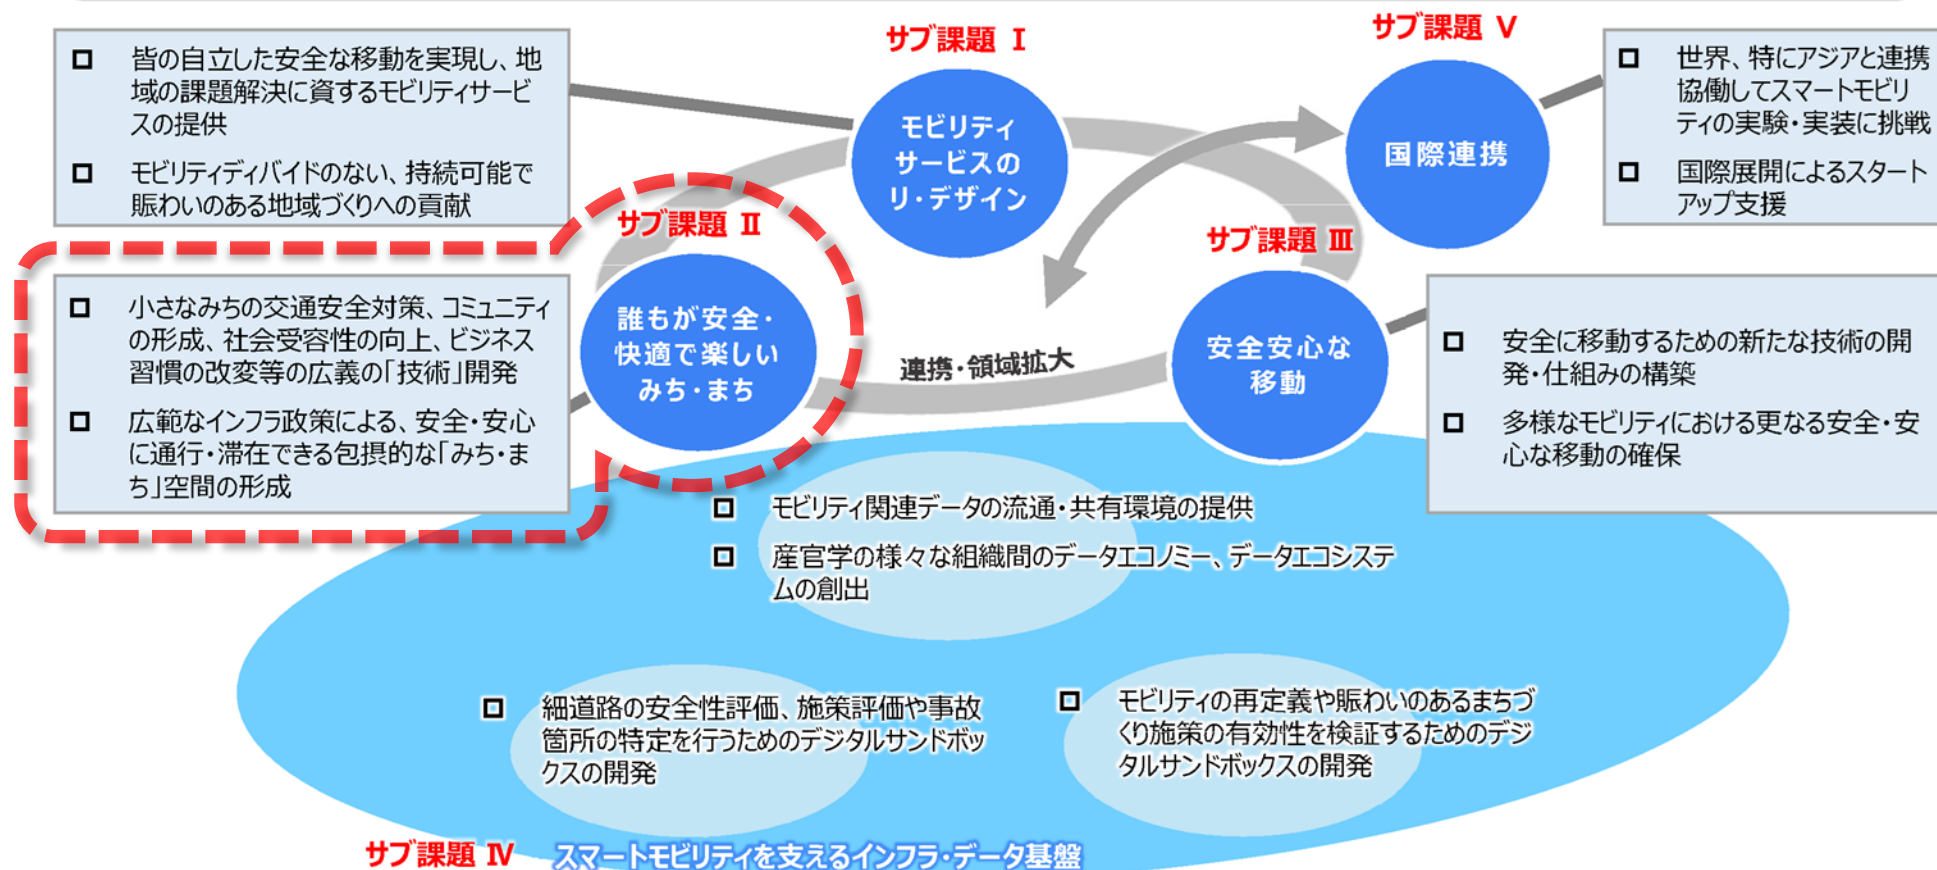 サブ課題 Ⅰ
サブ課題 Ⅴ
皆の自立した安全な移動を実現し、地
域の課題解決に資するモビリティサービ
スの提供
モビリティディバイドのない、持続可能で
賑わいのある地域づくりへの貢献
モビリティ
サービスの
リ・デザイン
国際連携
世界、特にアジアと連携
協働してスマートモビリ
ティの実験・実装に挑戦
国際展開によるスタート
アップ支援
サブ課題 Ⅱ
サブ課題 Ⅲ
小さなみちの交通安全対策、コミュニティ
の形成、社会受容性の向上、ビジネス
習慣の改変等の広義の「技術」開発
広範なインフラ政策による、安全・安心
に通行・滞在できる包摂的な「みち・ま
ち」空間の形成
誰もが安全・
快適で楽しい
みち・まち
連携・領域拡大
安全安心な
移動
安全に移動するための新たな技術の開
発・仕組みの構築
多様なモビリティにおける更なる安全・安
心な移動の確保
モビリティ関連データの流通・共有環境の提供
産官学の様々な組織間のデータエコノミー、データエコシステ
ムの創出
細道路の安全性評価、施策評価や事故
箇所の特定を行うためのデジタルサンドボッ
クスの開発
モビリティの再定義や賑わいのあるまちづ
くり施策の有効性を検証するためのデジ
タルサンドボックスの開発
サブ課題 Ⅳ スマートモビリティを支えるインフラ・データ基盤